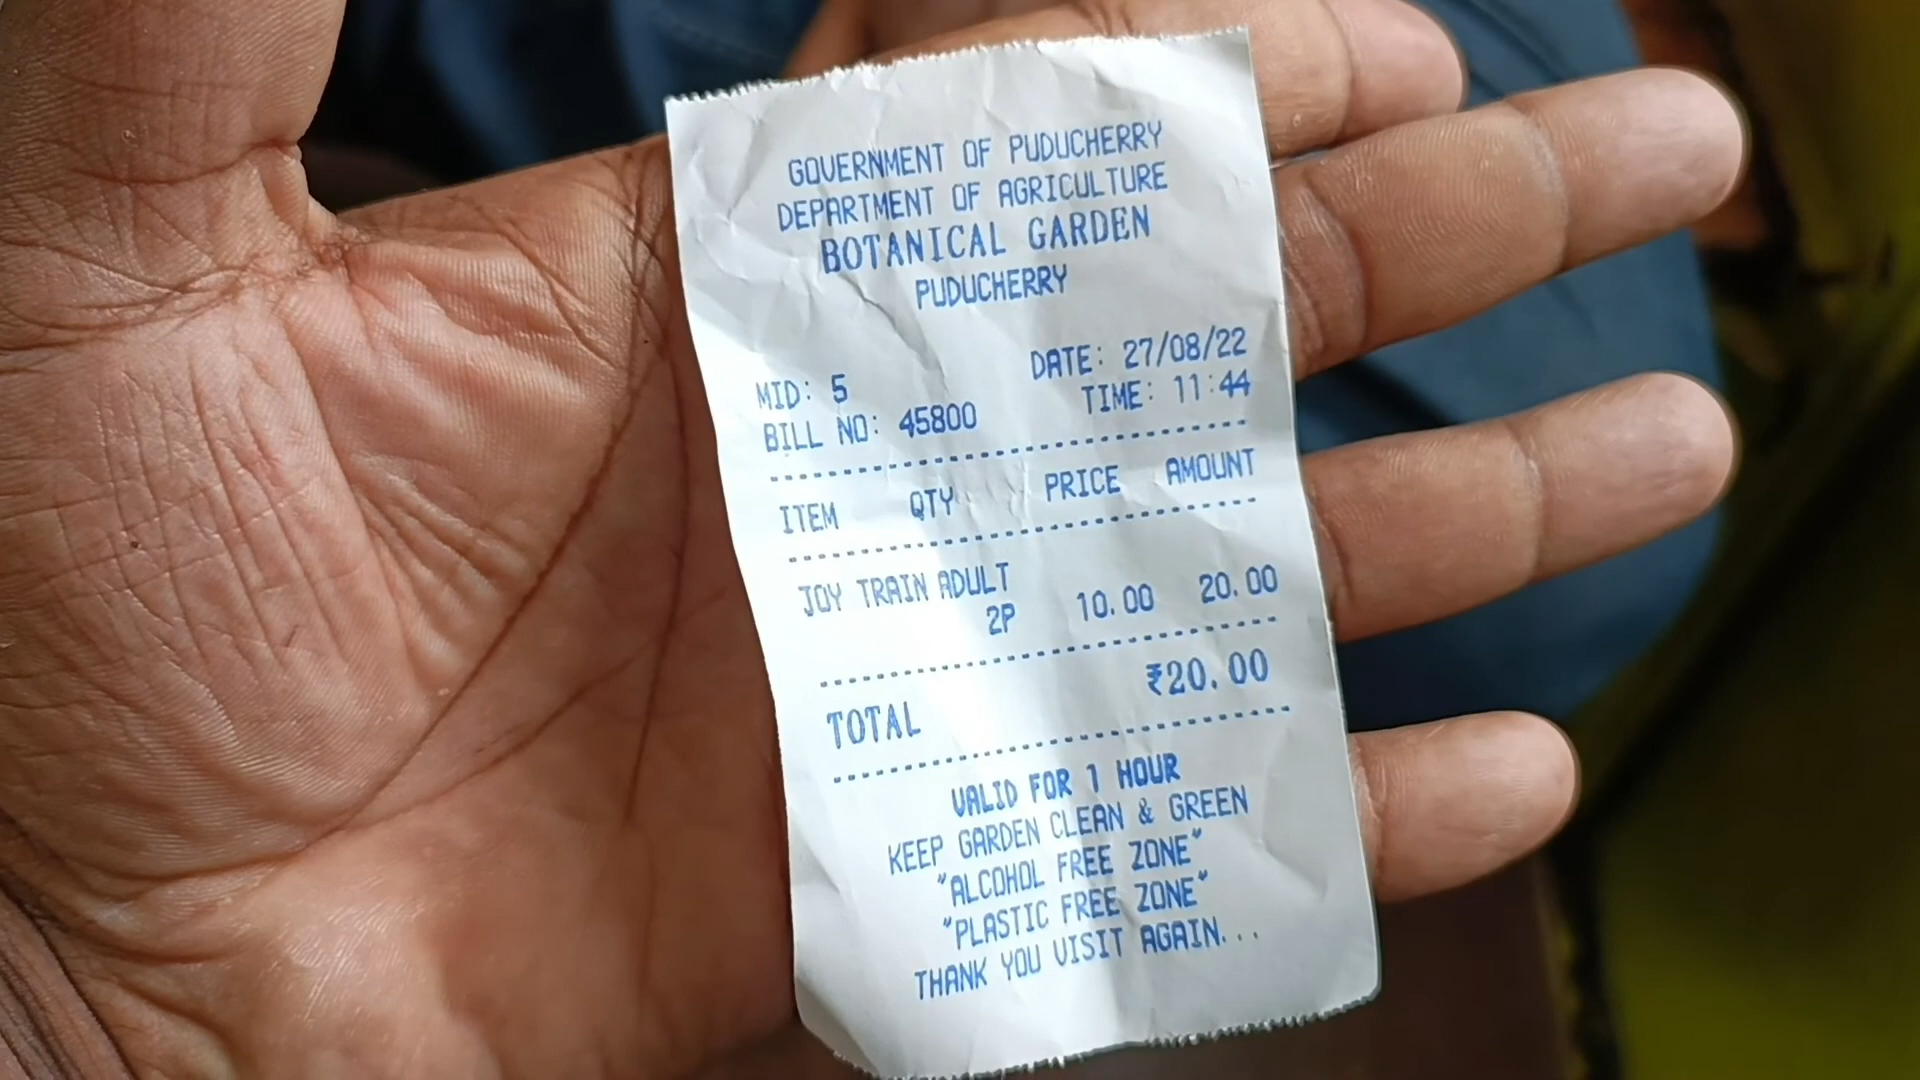 GOVERNMENT OF PUDUCHERRY
DEPARTMENT OF AGRICULTURE
BOTANICAL GARDEN
PUDUCHERRY
DATE: 27/08/22
MID: 5 TIME: 11:44
BILL NO: 45800
ITEM QTY PRICE AMOUNT
JOY TRAIN ADULT
2P 10.00 20.00
TOTAL ₹20.00
VALID FOR 1 HOUR
KEEP GARDEN CLEAN & GREEN
"ALCOHOL FREE ZONE"
"PLASTIC FREE ZONE"
THANK YOU VISIT AGAIN...